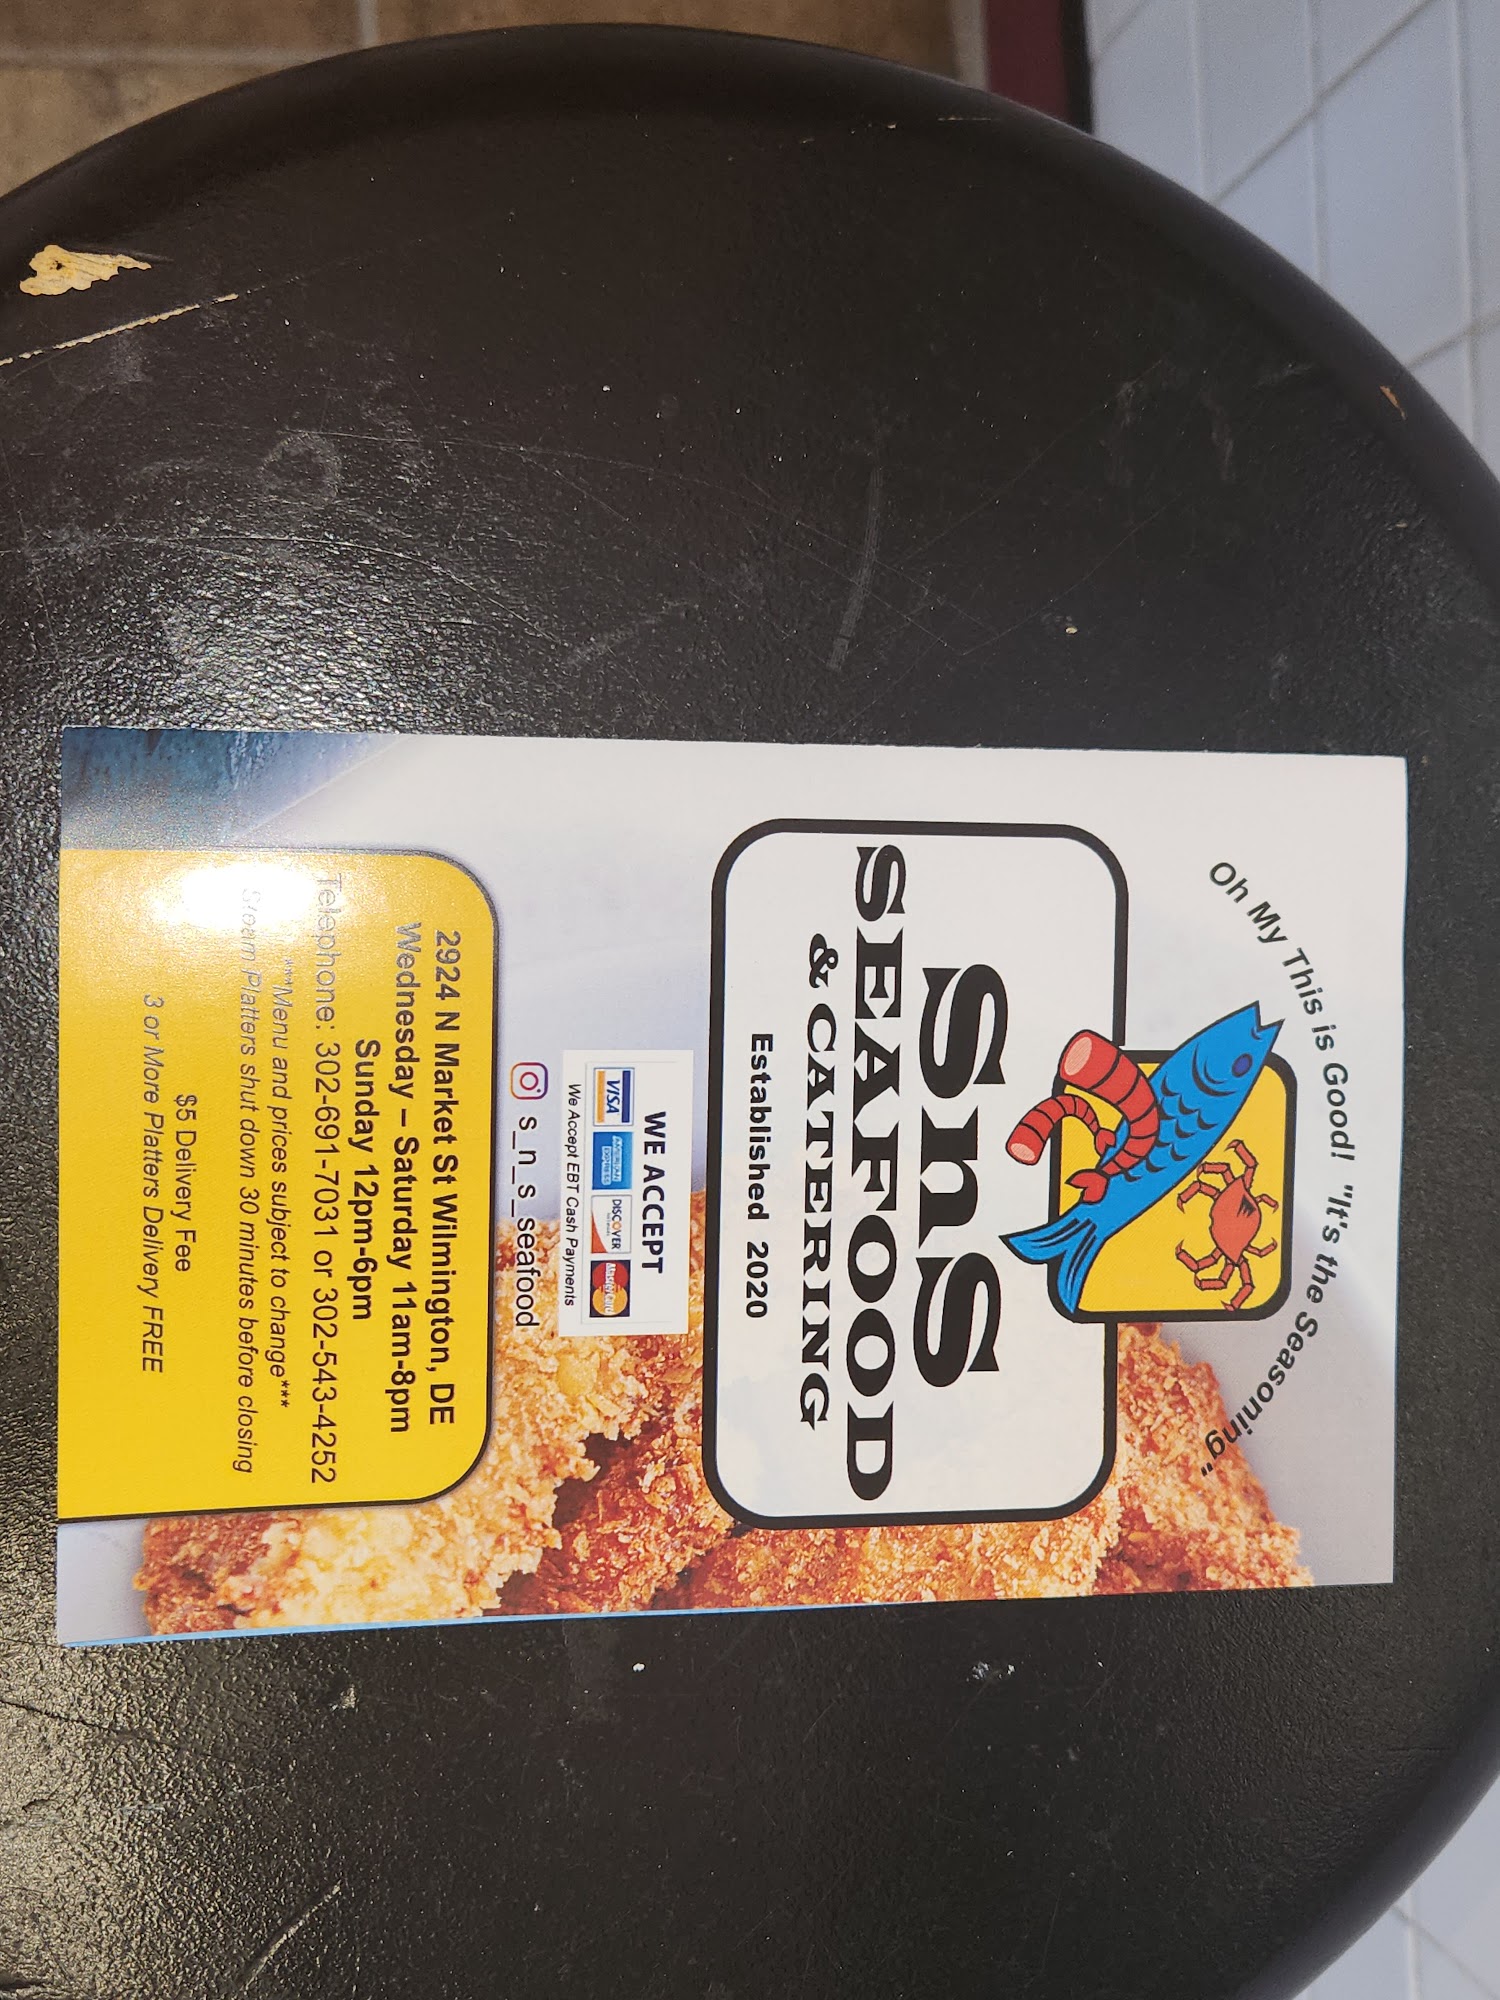 Oh My This is Good! "It's the Seasoning"
SnS
SEAFOOD
& CATERING
Established 2020
WE ACCEPT
VISA AMERICAN EXPRESS DISCOVER MasterCard
We Accept EBT Cash Payments
s_n_s_seafood
2924 N Market St Wilmington, DE
Wednesday – Saturday 11am-8pm
Sunday 12pm-6pm
Telephone: 302-691-7031 or 302-543-4252
***Menu and prices subject to change***
Steam Platters shut down 30 minutes before closing
$5 Delivery Fee
3 or More Platters Delivery FREE